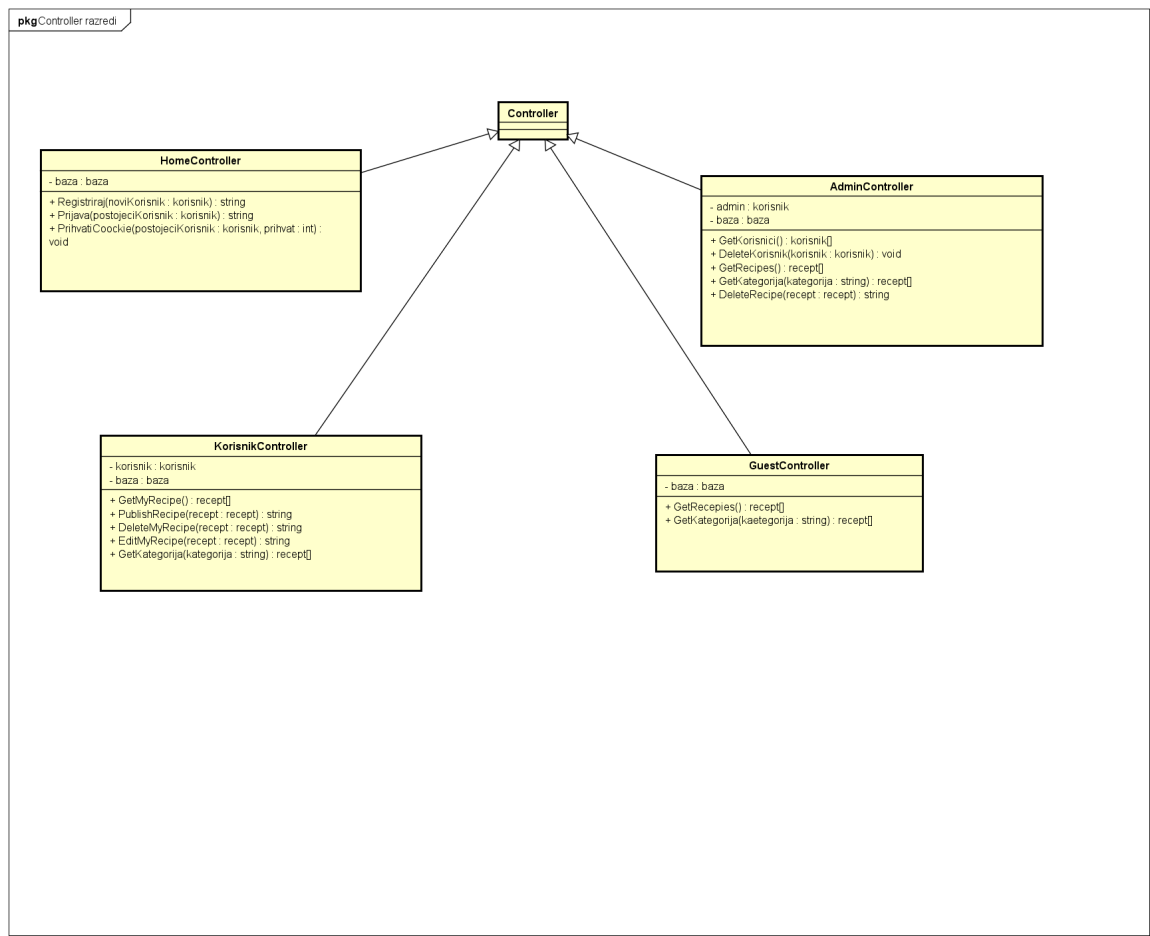 pkg Controller razredi
Controller
HomeController
- baza : baza
+ Registriraj(noviKorisnik : korisnik) : string
+ Prijava(postojeciKorisnik : korisnik) : string
+ PrihvatiCoockie(postojeciKorisnik : korisnik, prihvat : int) :
void
AdminController
- admin : korisnik
- baza : baza
+ GetKorisnici() : korisnik[]
+ DeleteKorisnik(korisnik : korisnik) : void
+ GetRecipes() : recept[]
+ GetKategorija(kategorija : string) : recept[]
+ DeleteRecipe(recept : recept) : string
KorisnikController
- korisnik : korisnik
- baza : baza
+ GetMyRecipe() : recept[]
+ PublishRecipe(recept : recept) : string
+ DeleteMyRecipe(recept : recept) : string
+ EditMyRecipe(recept : recept) : string
+ GetKategorija(kategorija : string) : recept[]
GuestController
- baza : baza
+ GetRecepies() : recept[]
+ GetKategorija(kaetegorija : string) : recept[]